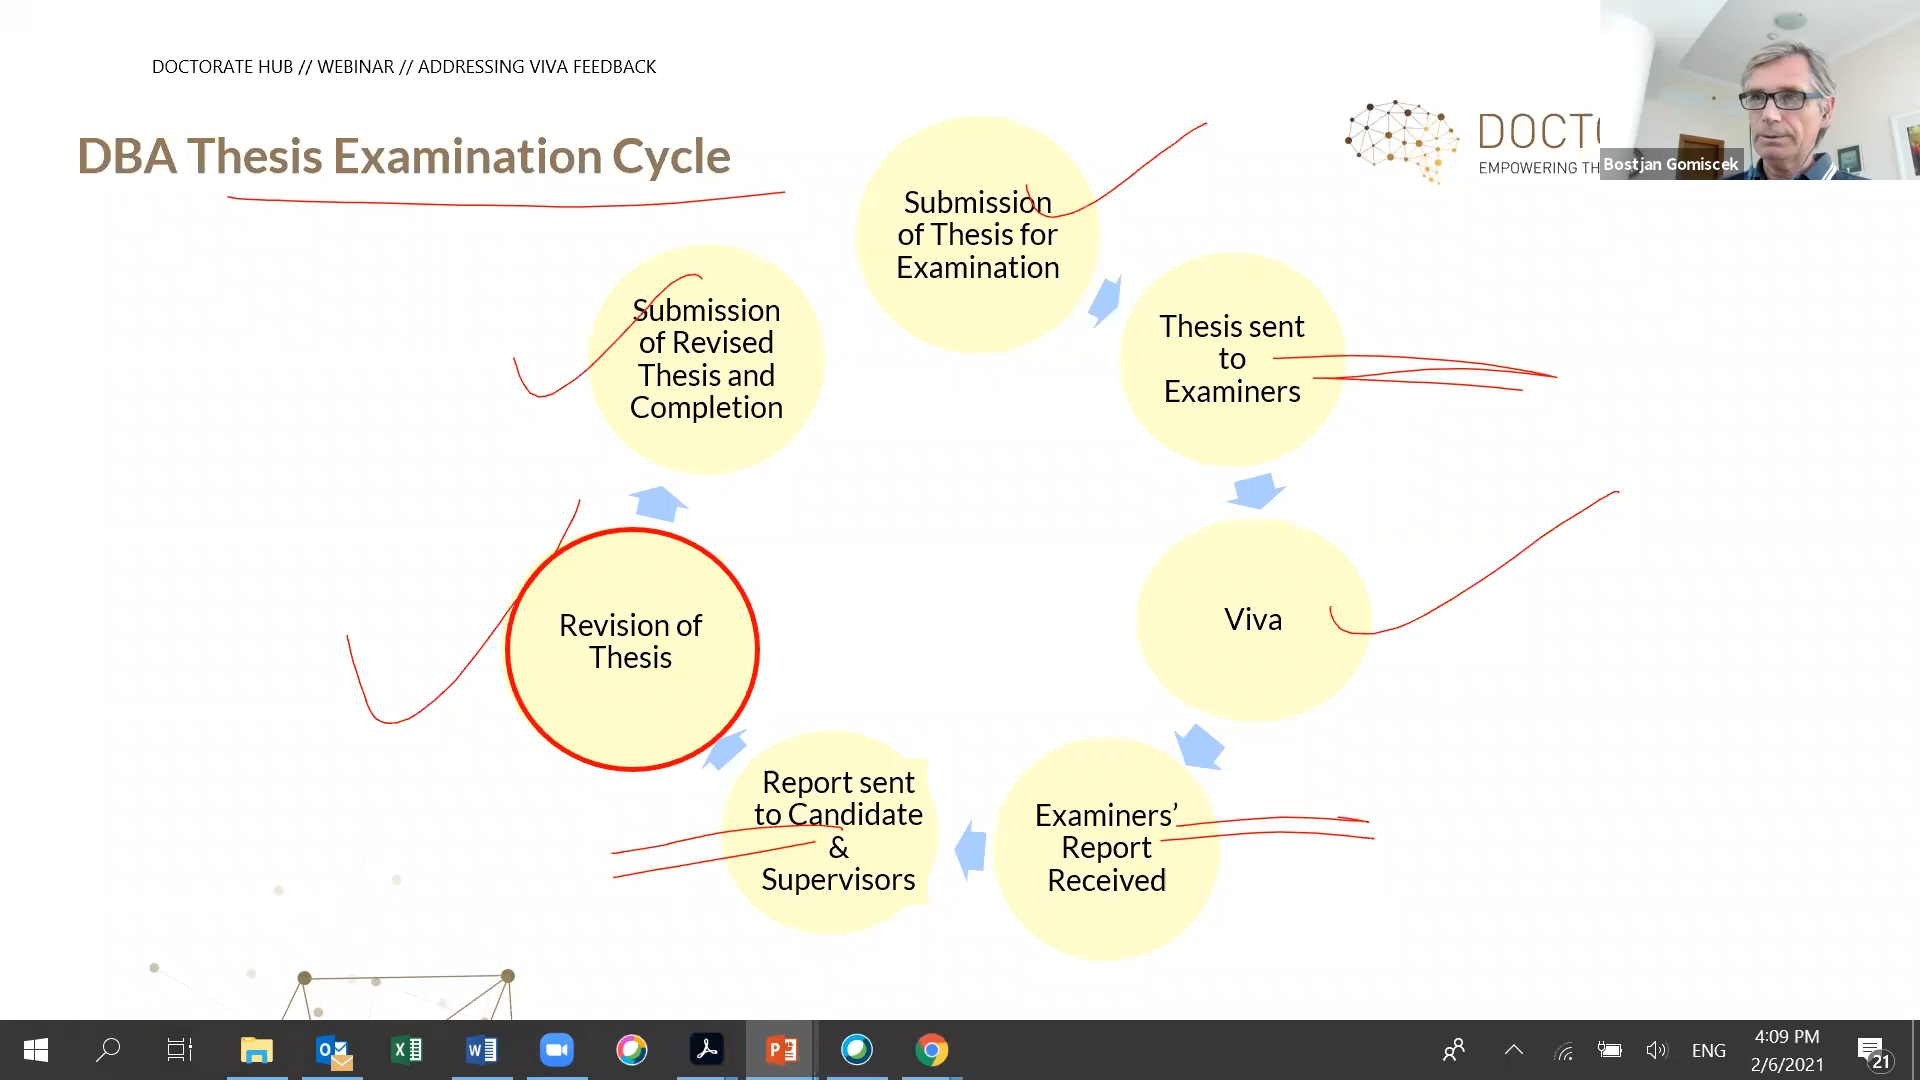 DOCTORATE HUB // WEBINAR // ADDRESSING VIVA FEEDBACK
DBA Thesis Examination Cycle
DOCTO
EMPOWERING TH
Bostjan Gomiscek
Submission
of Thesis for
Examination
Thesis sent
to
Examiners
Viva
Examiners’
Report
Received
Report sent
to Candidate
&
Supervisors
Revision of
Thesis
Submission
of Revised
Thesis and
Completion
ENG
4:09 PM
2/6/2021
21